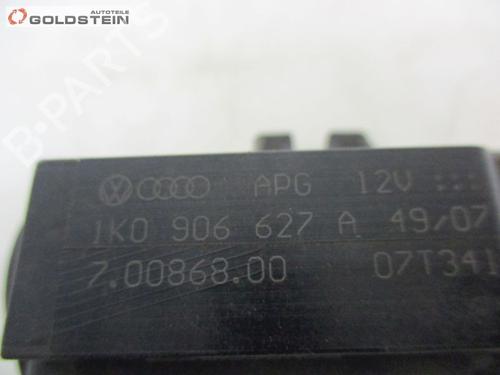 AUTOTEILE
GOLDSTEIN
B-PARTS
APG 12V
1K0 906 627 A 49/07
7.00868.00 07T341